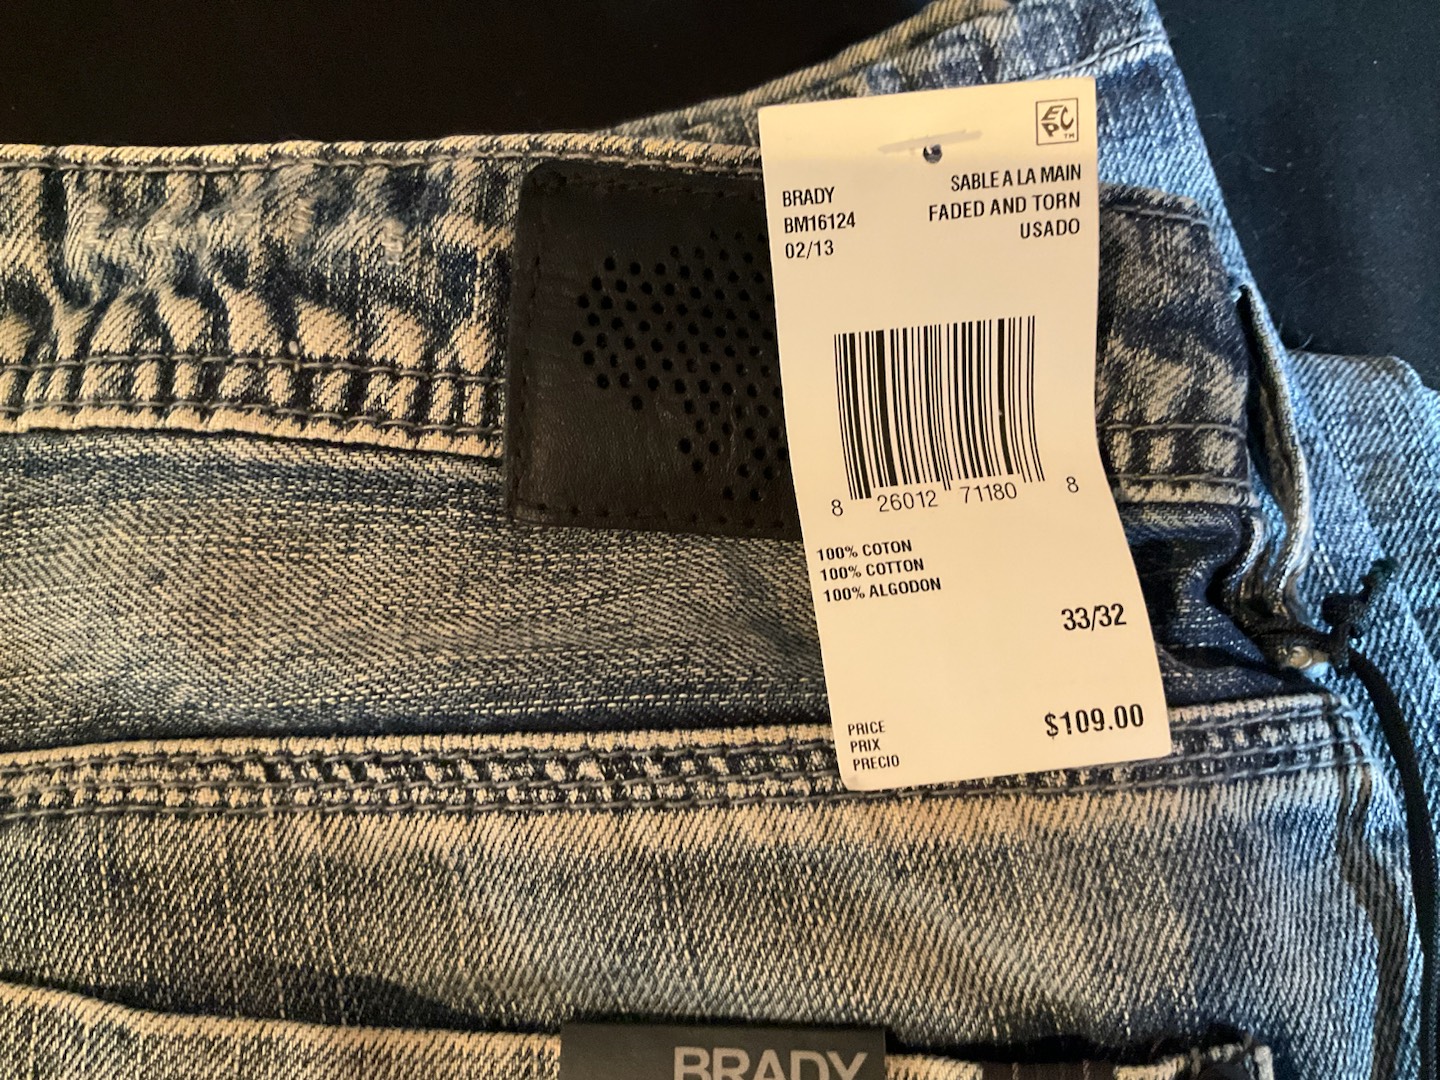 EPC™
BRADY
BM16124
02/13
SABLE A LA MAIN
FADED AND TORN
USADO
8 26012 71180 8
100% COTON
100% COTTON
100% ALGODON
33/32
PRICE
PRIX
PRECIO
$109.00
BRADY